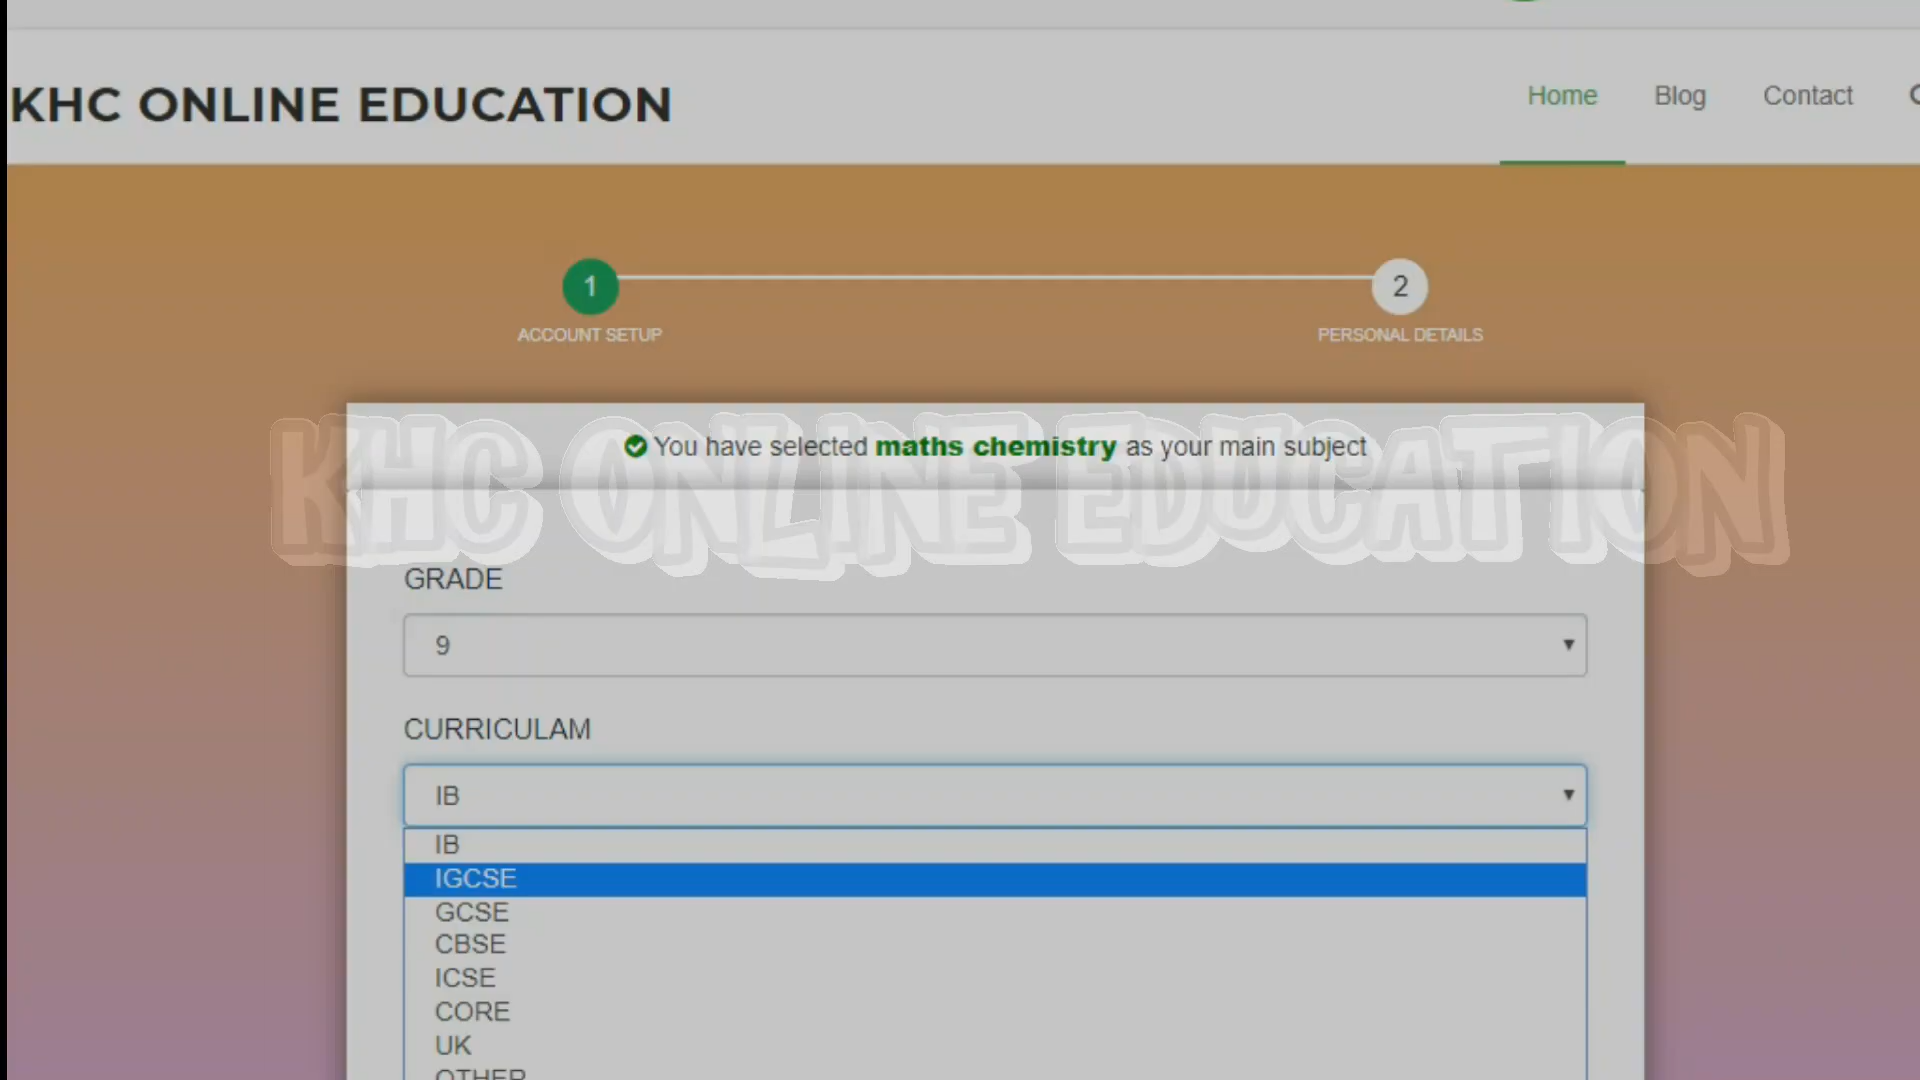 KHC ONLINE EDUCATION
Home Blog Contact
1 2
ACCOUNT SETUP PERSONAL DETAILS
You have selected maths chemistry as your main subject
KHC ONLINE EDUCATION
GRADE
9
CURRICULAM
IB
IB
IGCSE
GCSE
CBSE
ICSE
CORE
UK
OTHER